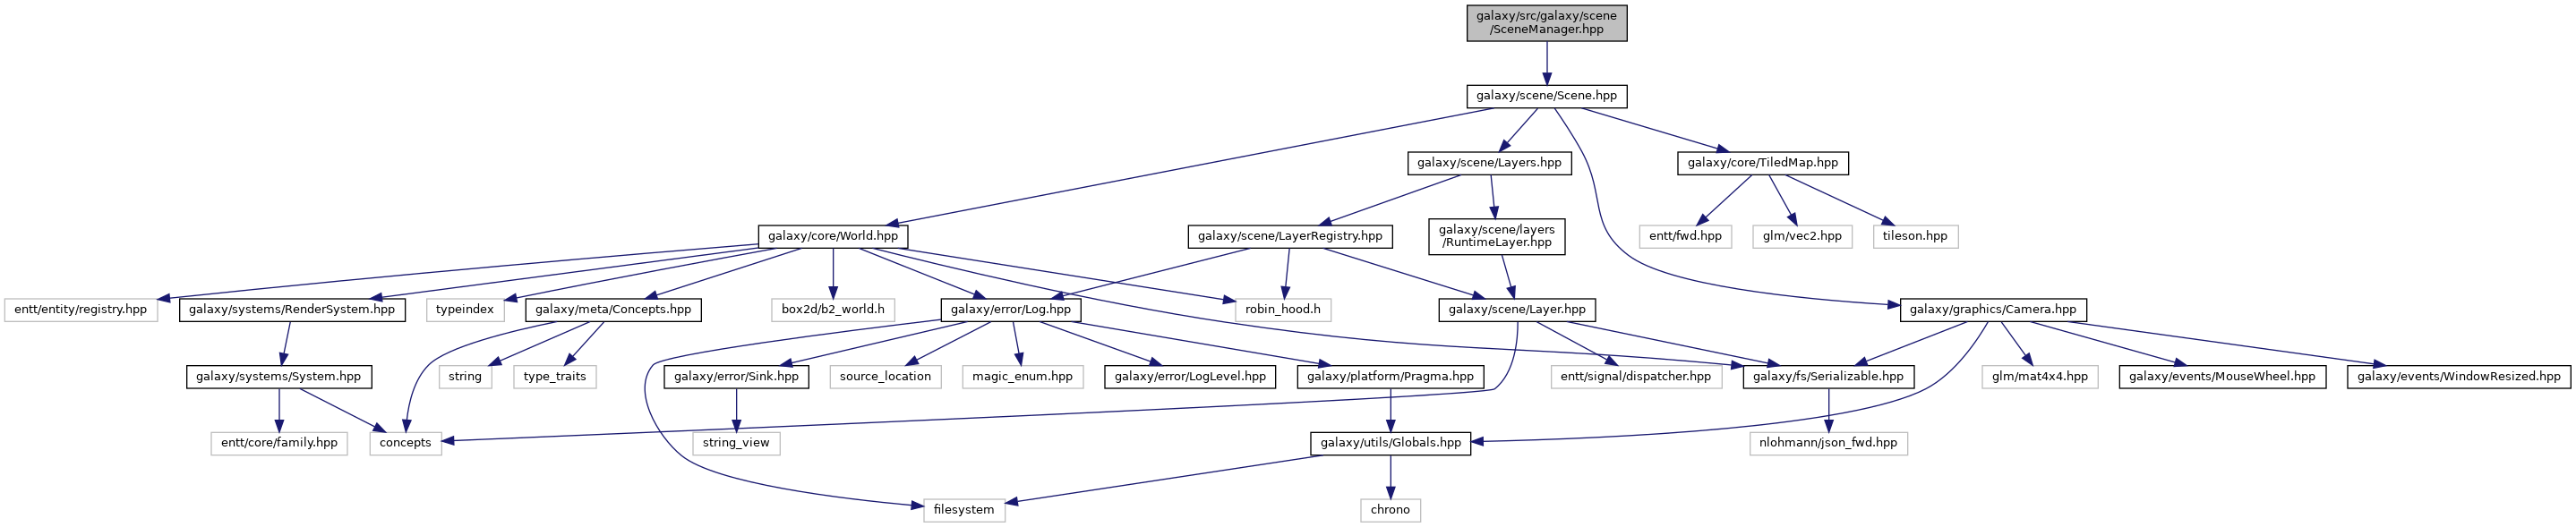 galaxy/src/galaxy/scene
/SceneManager.hpp
galaxy/scene/Scene.hpp
galaxy/scene/Layers.hpp
galaxy/core/TiledMap.hpp
galaxy/core/World.hpp
galaxy/scene/LayerRegistry.hpp
galaxy/scene/layers
/RuntimeLayer.hpp
entt/fwd.hpp
glm/vec2.hpp
tileson.hpp
entt/entity/registry.hpp
galaxy/systems/RenderSystem.hpp
typeindex
galaxy/meta/Concepts.hpp
box2d/b2_world.h
galaxy/error/Log.hpp
robin_hood.h
galaxy/scene/Layer.hpp
galaxy/graphics/Camera.hpp
galaxy/systems/System.hpp
string
type_traits
galaxy/error/Sink.hpp
source_location
magic_enum.hpp
galaxy/error/LogLevel.hpp
galaxy/platform/Pragma.hpp
entt/signal/dispatcher.hpp
galaxy/fs/Serializable.hpp
glm/mat4x4.hpp
galaxy/events/MouseWheel.hpp
galaxy/events/WindowResized.hpp
entt/core/family.hpp
concepts
string_view
galaxy/utils/Globals.hpp
nlohmann/json_fwd.hpp
filesystem
chrono